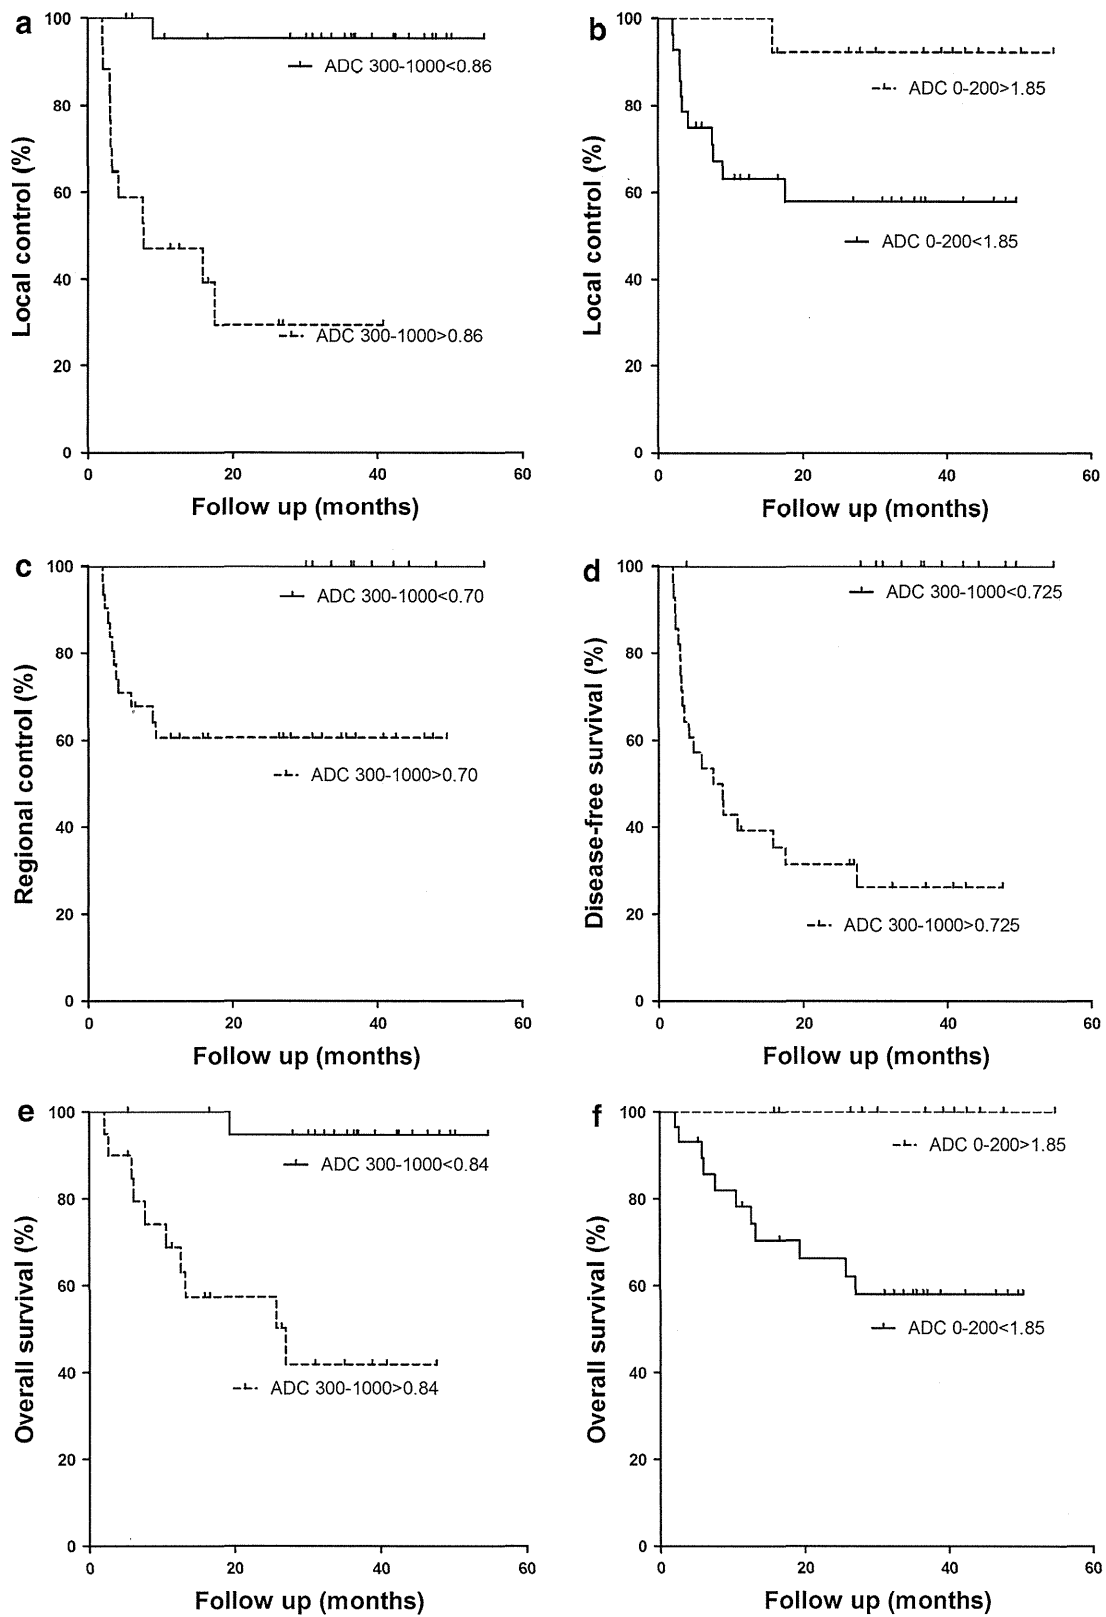 a
100
80
60
40
20
0
Local control (%)
ADC 300-1000<0.86
ADC 300-1000>0.86
0 20 40 60
Follow up (months)
b
100
80
60
40
20
0
Local control (%)
ADC 0-200>1.85
ADC 0-200<1.85
0 20 40 60
Follow up (months)
c
100
80
60
40
20
0
Regional control (%)
ADC 300-1000<0.70
ADC 300-1000>0.70
0 20 40 60
Follow up (months)
d
100
80
60
40
20
0
Disease-free survival (%)
ADC 300-1000<0.725
ADC 300-1000>0.725
0 20 40 60
Follow up (months)
e
100
80
60
40
20
0
Overall survival (%)
ADC 300-1000<0.84
ADC 300-1000>0.84
0 20 40 60
Follow up (months)
f
100
80
60
40
20
0
Overall survival (%)
ADC 0-200>1.85
ADC 0-200<1.85
0 20 40 60
Follow up (months)